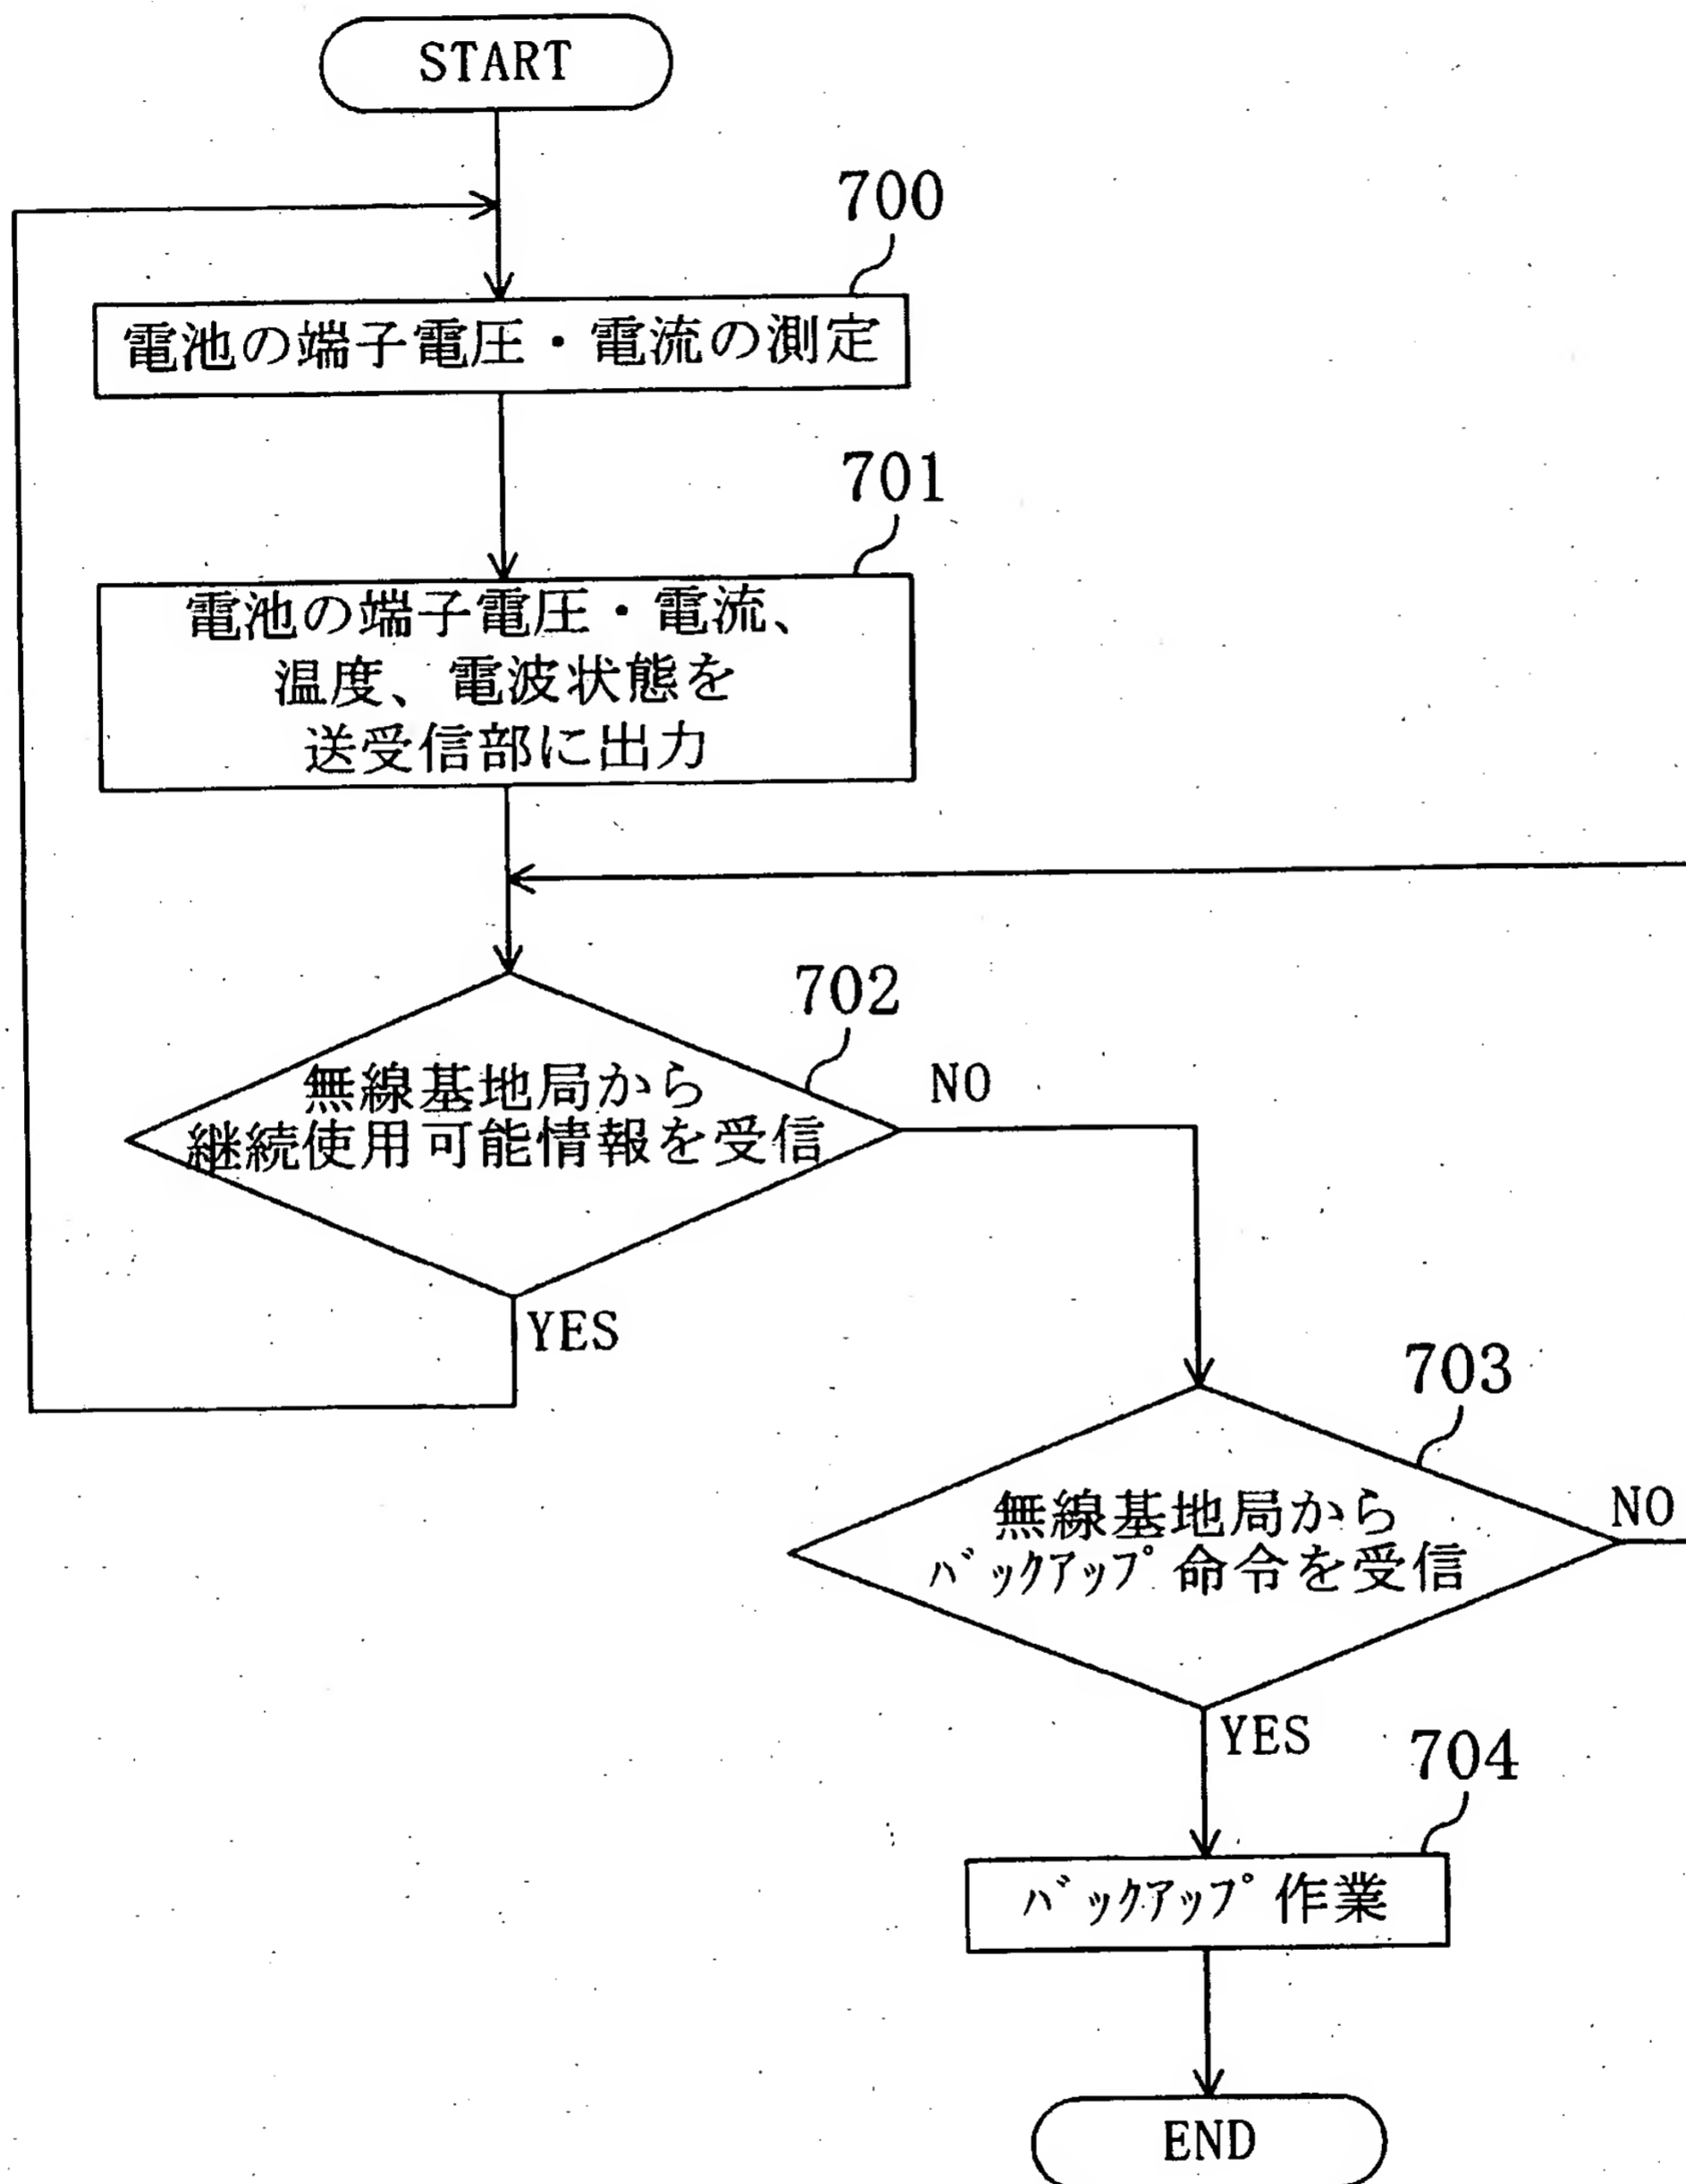 START
700
電池の端子電圧・電流の測定
701
電池の端子電圧・電流、
温度、電波状態を
送受信部に出力
702
無線基地局から
継続使用可能情報を受信
NO
YES
703
無線基地局から
バックアップ命令を受信
NO
YES
704
バックアップ作業
END